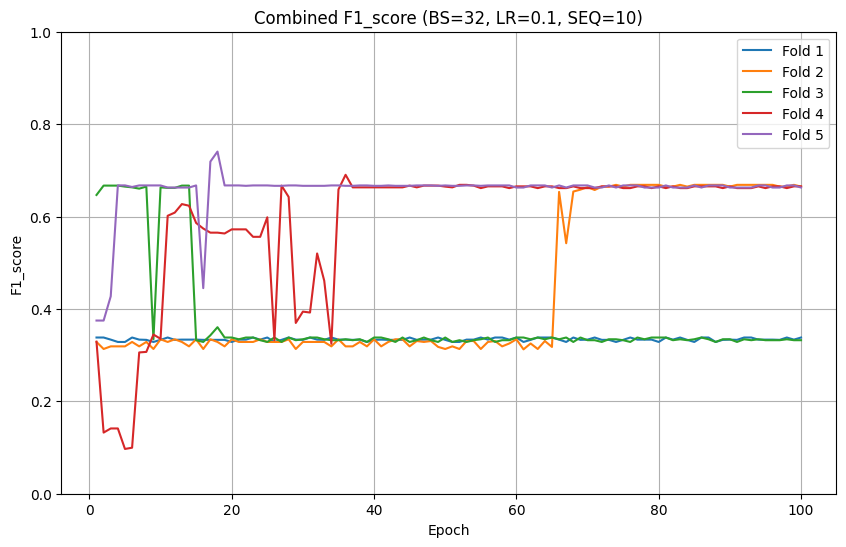 Combined F1_score (BS=32, LR=0.1, SEQ=10)
Fold 1
Fold 2
Fold 3
Fold 4
Fold 5
F1_score
1.0
0.8
0.6
0.4
0.2
0.0
0 20 40 60 80 100
Epoch